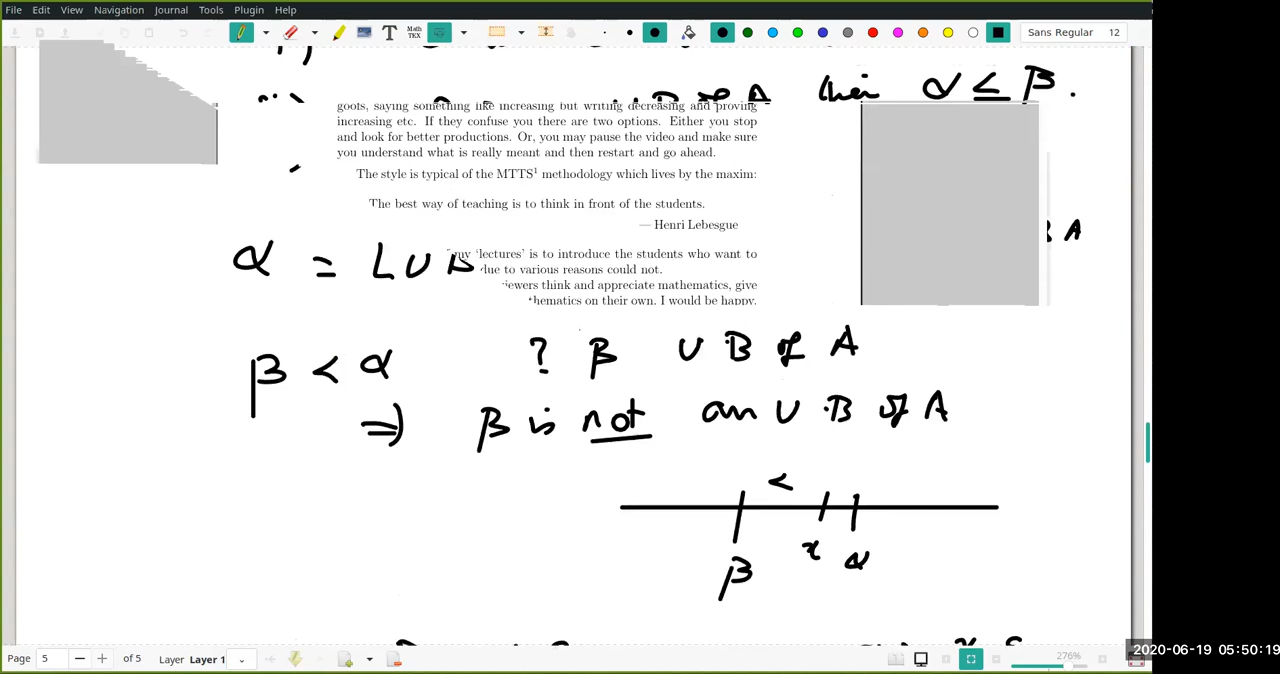 File Edit View Navigation Journal Tools Plugin Help
T Math TEX Sans Regular 12
then α ≤ β.
goofs, saying something like increasing but writing decreasing and proving
increasing etc. If they confuse you there are two options. Either you stop
and look for better productions. Or, you may pause the video and make sure
you understand what is really meant and then restart and go ahead.
The style is typical of the MTTS¹ methodology which lives by the maxim:
The best way of teaching is to think in front of the students.
— Henri Lebesgue
A
my 'lectures' is to introduce the students who want to
α = LUB
due to various reasons could not.
viewers think and appreciate mathematics, give
mathematics on their own. I would be happy.
β < α ? β UB of A
⇒ β is not an U.B of A
<
β x α
Page 5 of 5 Layer Layer 1 276%
2020-06-19 05:50:19